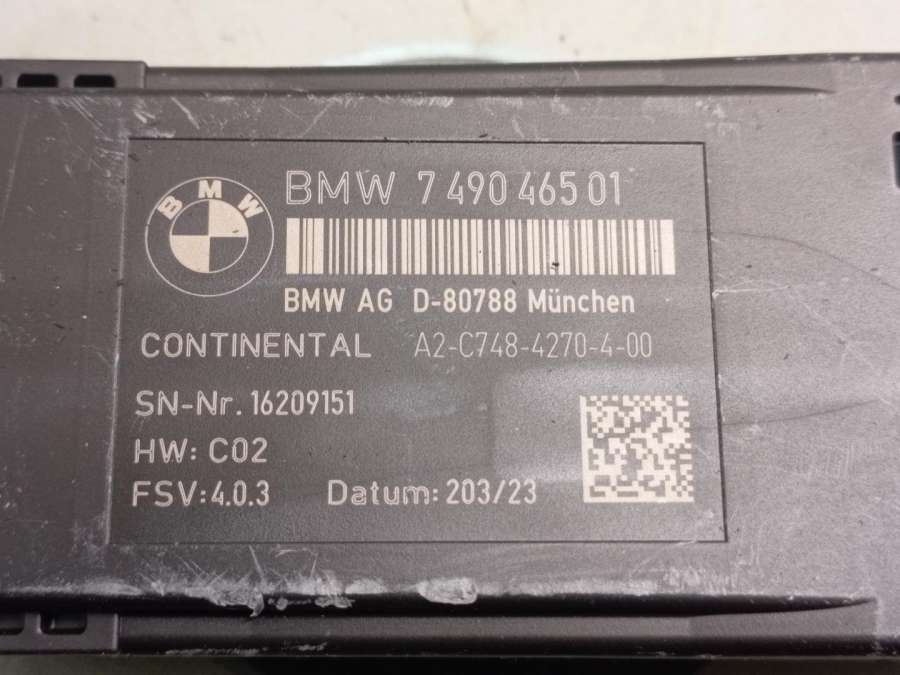 BMW
BMW 7 490 465 01
BMW AG D-80788 München
CONTINENTAL A2-C748-4270-4-00
SN-Nr. 16209151
HW: C02
FSV:4.0.3 Datum: 203/23